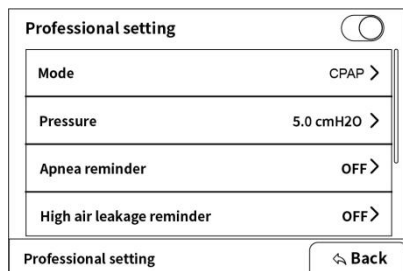 Professional setting
Mode CPAP >
Pressure 5.0 cmH2O >
Apnea reminder OFF>
High air leakage reminder OFF>
Professional setting Back